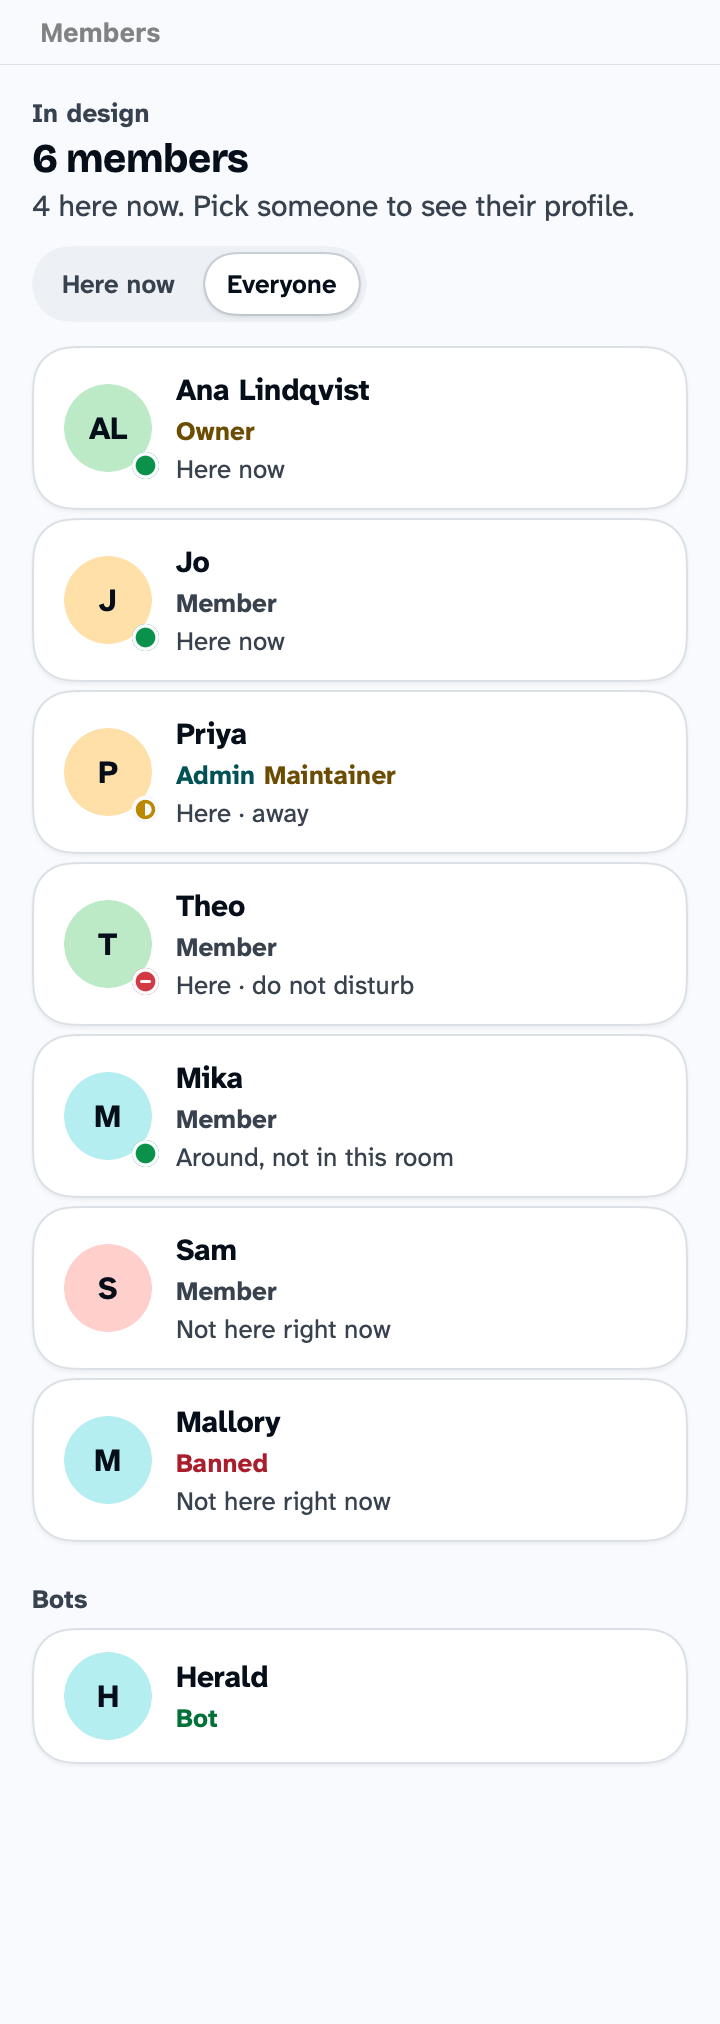 Members
In design
6 members
4 here now. Pick someone to see their profile.
Here now Everyone
AL
Ana Lindqvist
Owner
Here now
J
Jo
Member
Here now
P
Priya
Admin Maintainer
Here · away
T
Theo
Member
Here · do not disturb
M
Mika
Member
Around, not in this room
S
Sam
Member
Not here right now
M
Mallory
Banned
Not here right now
Bots
H
Herald
Bot